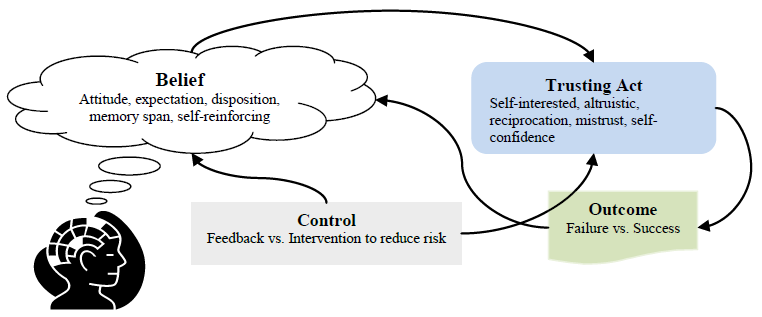 Belief
Attitude, expectation, disposition,
memory span, self-reinforcing
Trusting Act
Self-interested, altruistic,
reciprocation, mistrust, self-
confidence
Control
Feedback vs. Intervention to reduce risk
Outcome
Failure vs. Success